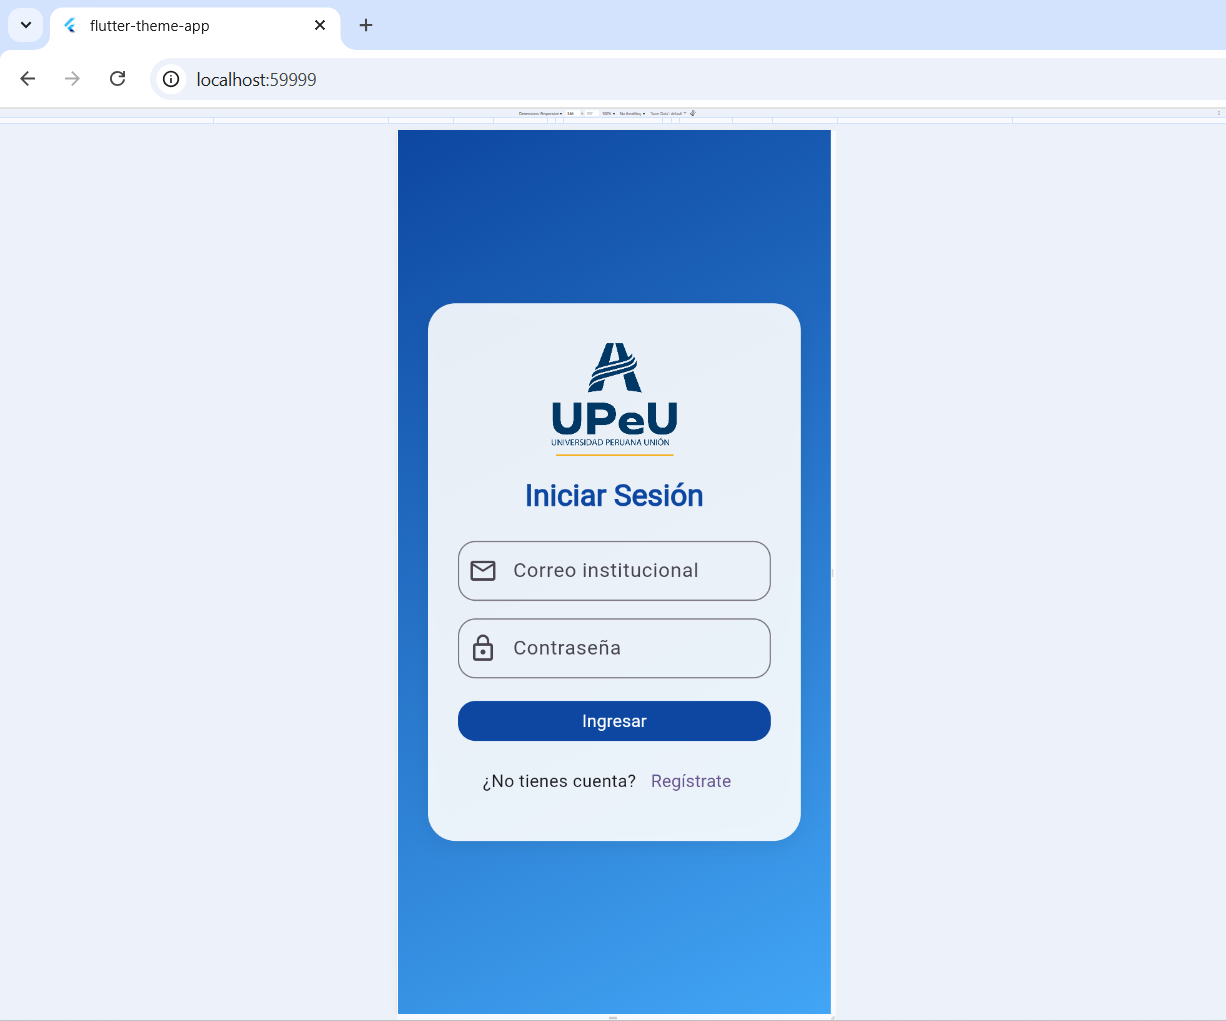 flutter-theme-app
localhost:59999
UPeU
UNIVERSIDAD PERUANA UNIÓN
Iniciar Sesión
Correo institucional
Contraseña
Ingresar
¿No tienes cuenta? Regístrate